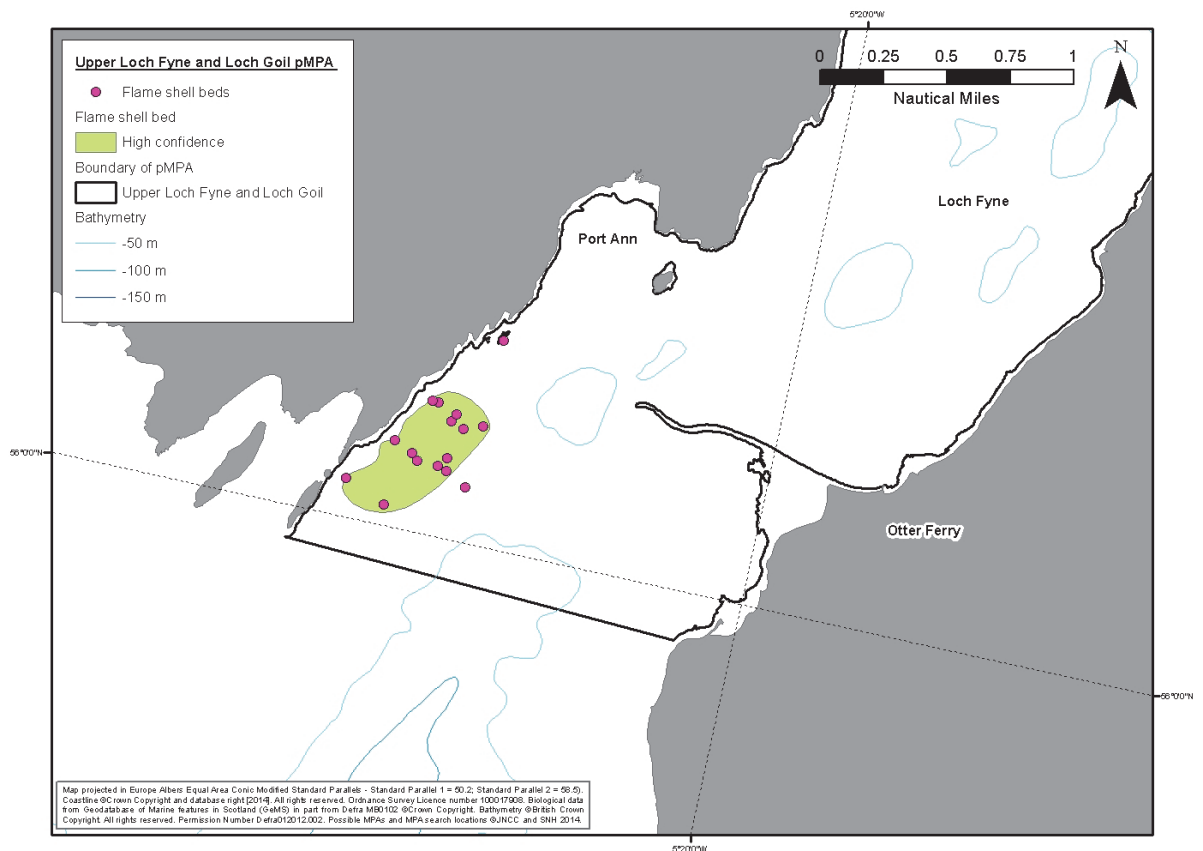 5°20'0"W
Upper Loch Fyne and Loch Goil pMPA
Flame shell beds
Flame shell bed
High confidence
Boundary of pMPA
Upper Loch Fyne and Loch Goil
Bathymetry
-50 m
-100 m
-150 m
0 0.25 0.5 0.75 1
Nautical Miles
N
Loch Fyne
Port Ann
56°0'0"N
Otter Ferry
56°0'0"N
Map projected in Europe Albers Equal Area Conic Modified Standard Parallels - Standard Parallel 1 = 50.2; Standard Parallel 2 = 58.5).
Coastline ©Crown Copyright and database right [2014]. All rights reserved. Ordnance Survey Licence number 100017908. Biological data
from Geodatabase of Marine features in Scotland (GeMS) in part from Defra MB0102 ©Crown Copyright. Bathymetry ©British Crown
Copyright. All rights reserved. Permission Number Defra012012.002. Possible MPAs and MPA search locations ©JNCC and SNH 2014.
5°20'0"W